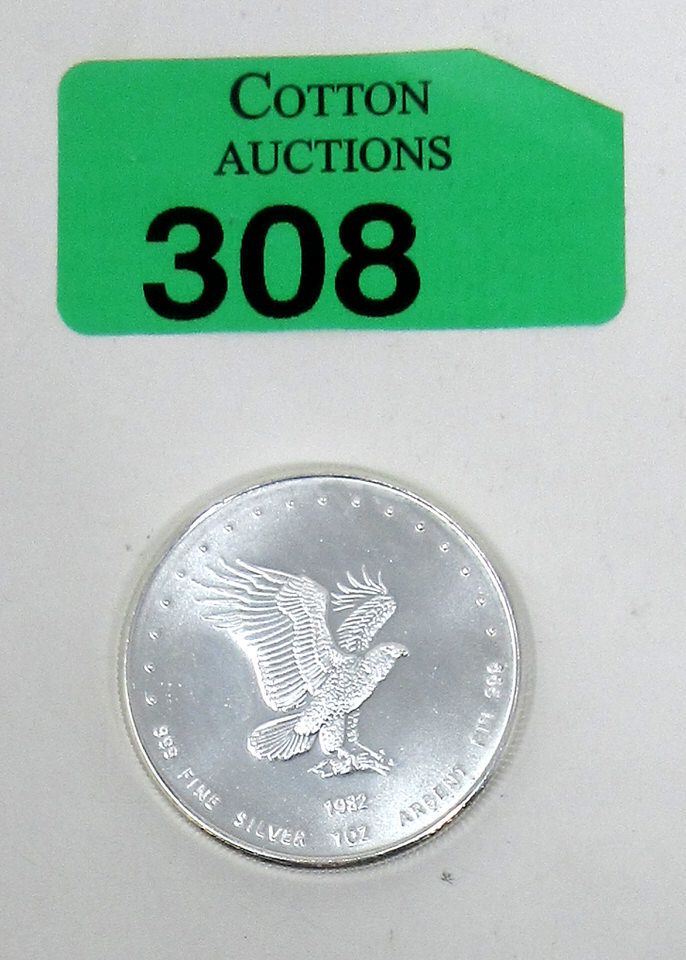 COTTON
AUCTIONS
308
1982
999 FINE SILVER 1OZ ARGENT FIN 999